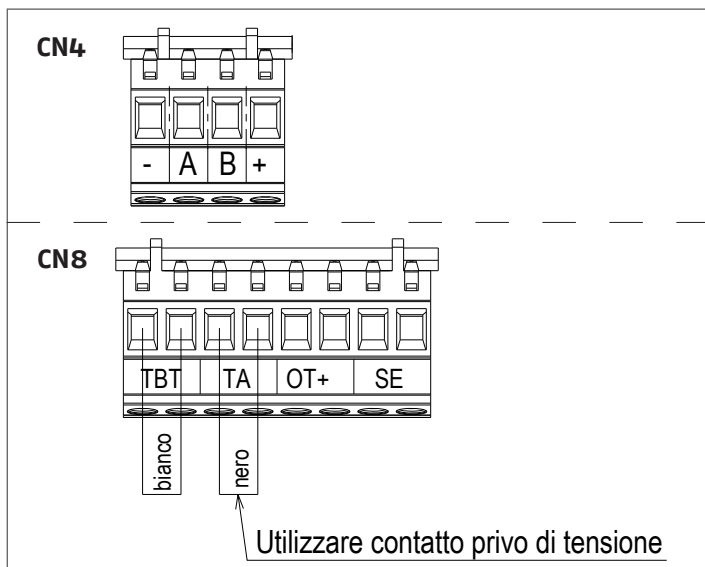 CN4
- A B +
CN8
TBT TA OT+ SE
bianco
nero
Utilizzare contatto privo di tensione